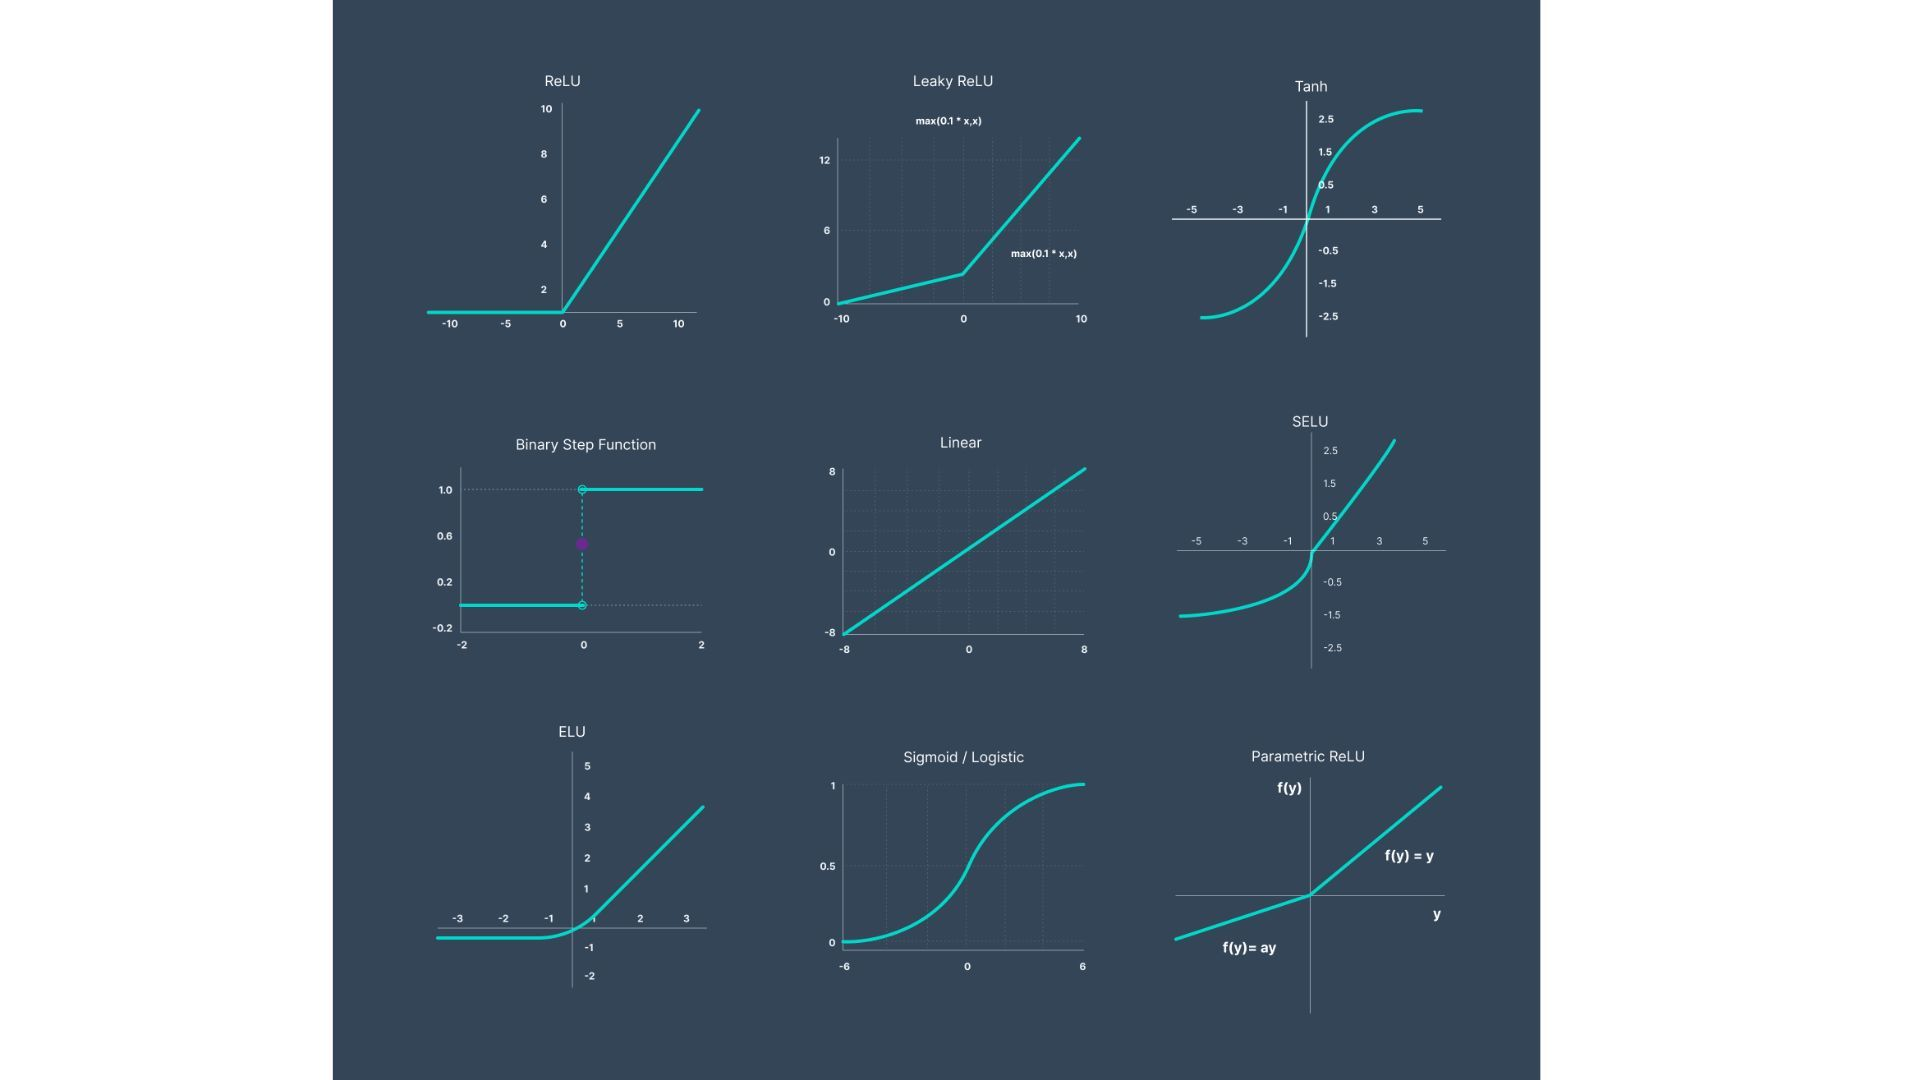 ReLU
10
8
6
4
2
-10 -5 0 5 10
Leaky ReLU
max(0.1 * x,x)
12
6
max(0.1 * x,x)
0
-10 0 10
Tanh
2.5
1.5
0.5
-5 -3 -1 1 3 5
-0.5
-1.5
-2.5
Binary Step Function
1.0
0.6
0.2
-0.2
-2 0 2
Linear
8
0
-8
-8 0 8
SELU
2.5
1.5
0.5
-5 -3 -1 1 3 5
-0.5
-1.5
-2.5
ELU
5
4
3
2
1
-3 -2 -1 1 2 3
-1
-2
Sigmoid / Logistic
1
0.5
0
-6 0 6
Parametric ReLU
f(y)
f(y) = y
y
f(y)= ay